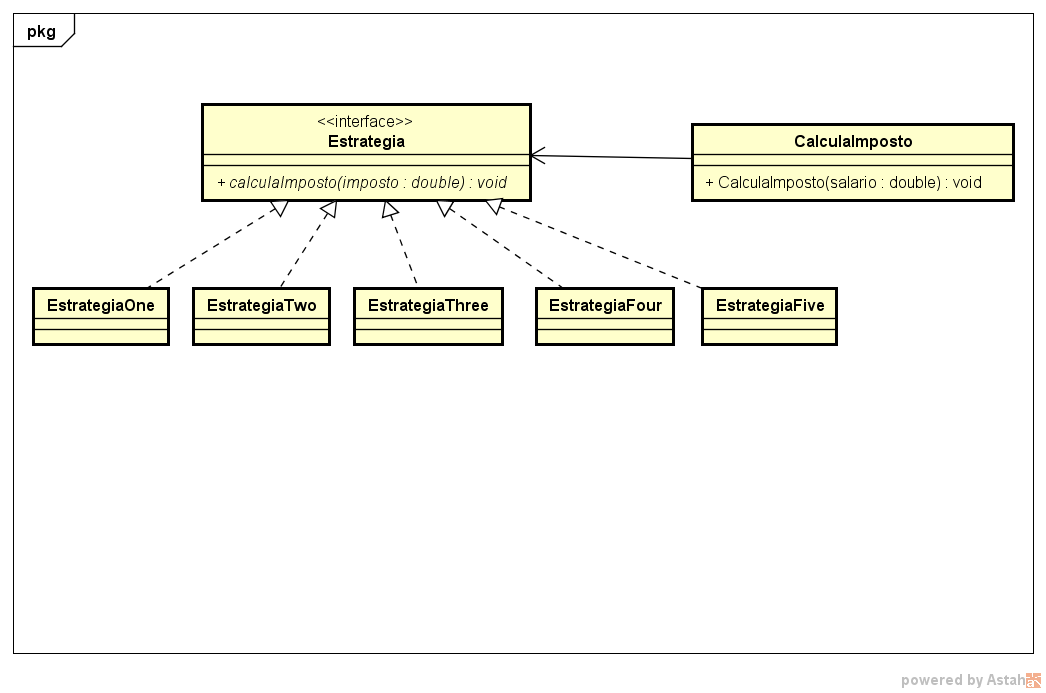 pkg
<<interface>>
Estrategia
+ calculaImposto(imposto : double) : void
CalculaImposto
+ CalculaImposto(salario : double) : void
EstrategiaOne
EstrategiaTwo
EstrategiaThree
EstrategiaFour
EstrategiaFive
powered by Astah